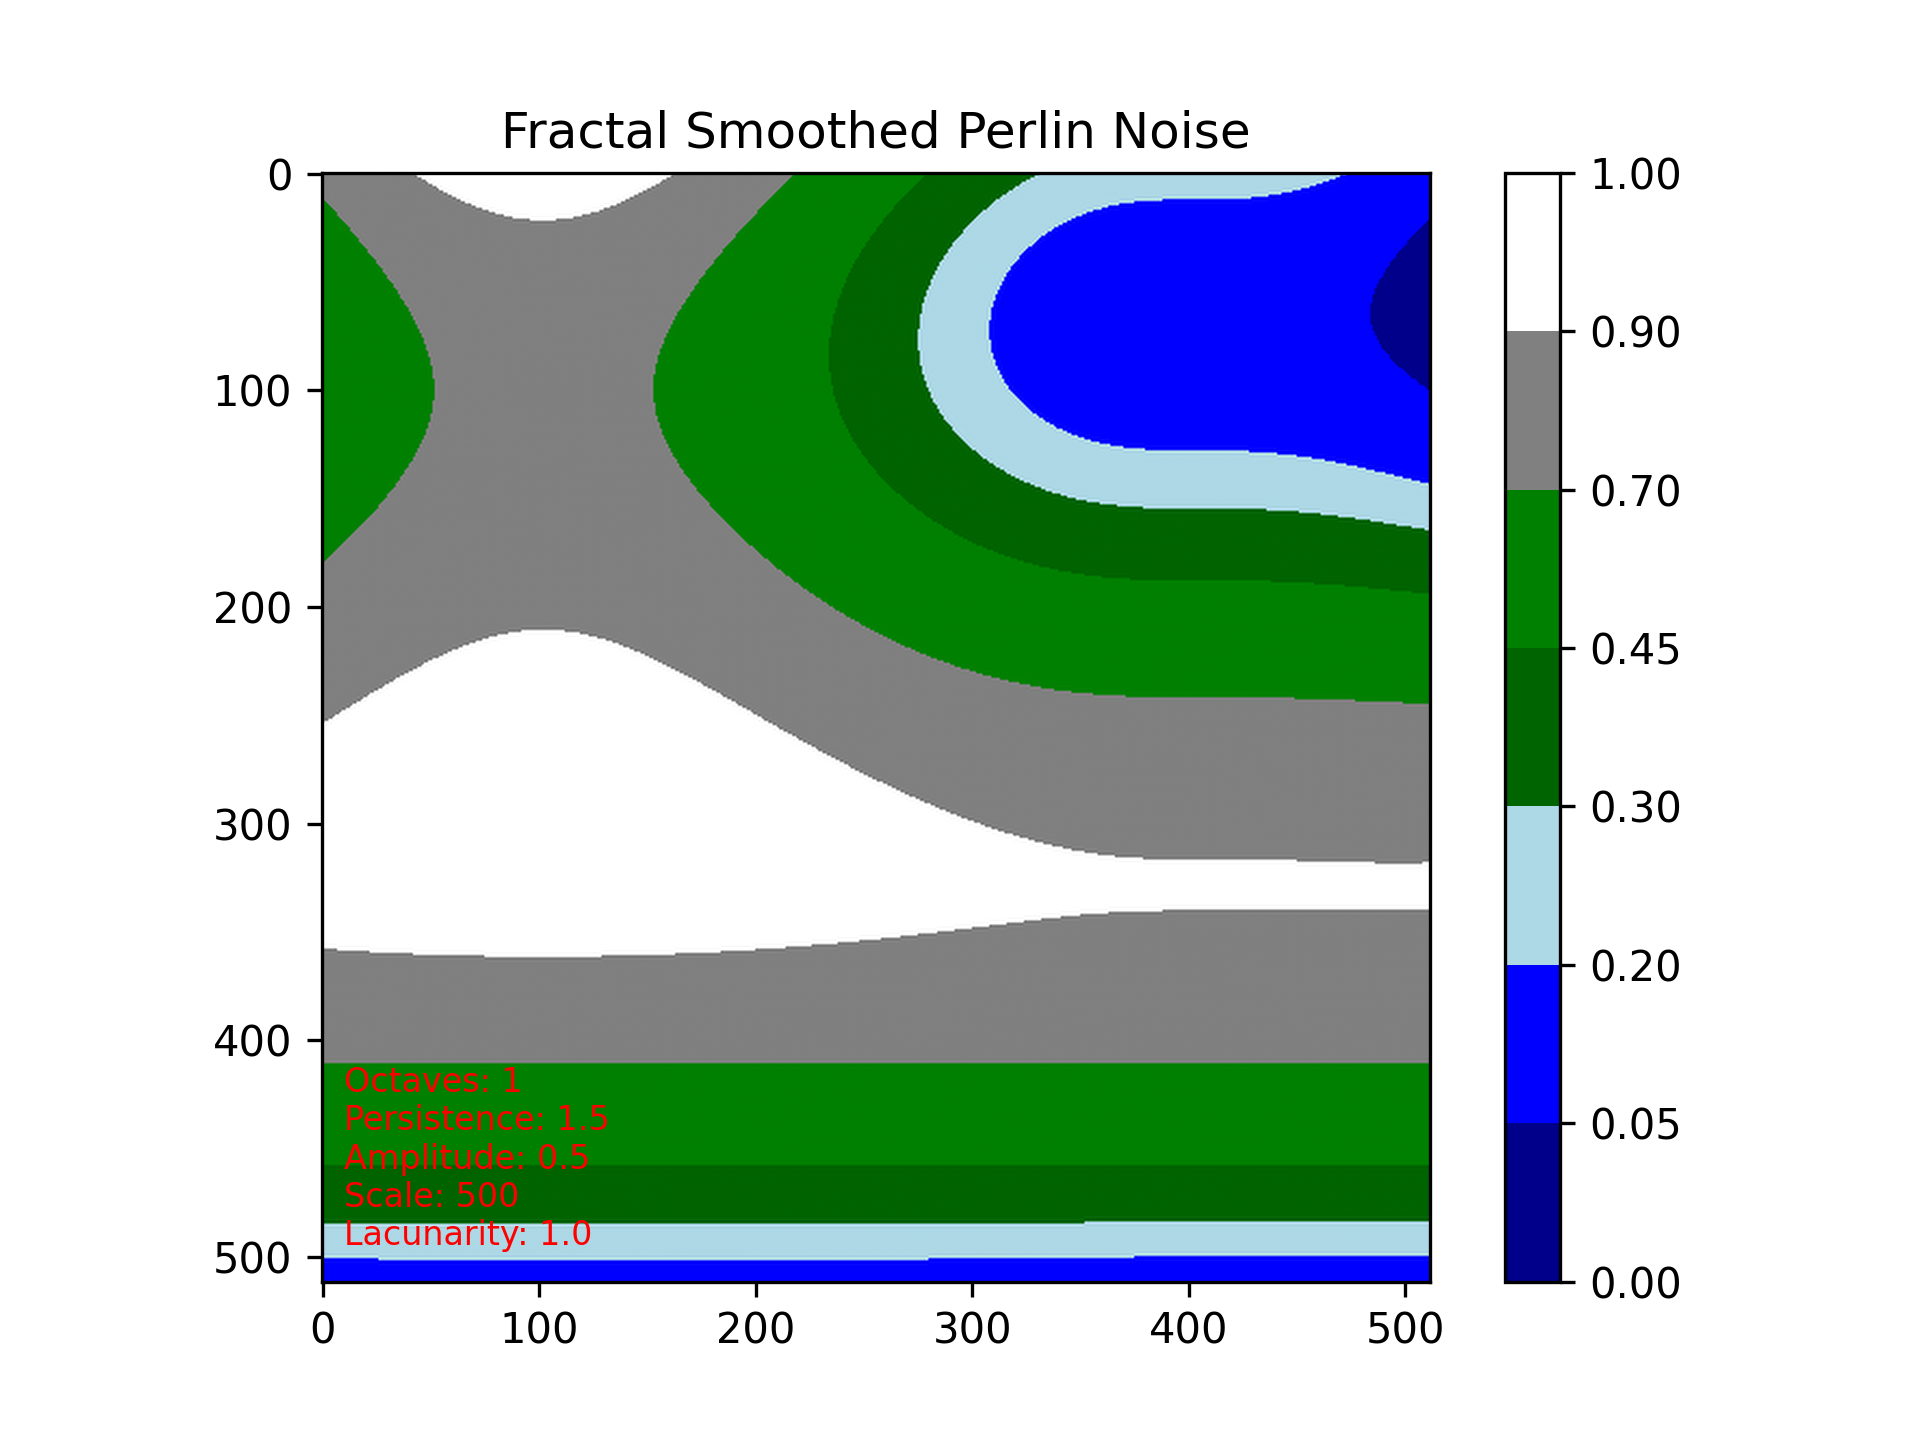 Fractal Smoothed Perlin Noise
0
100
200
300
400
500
Octaves: 1
Persistence: 1.5
Amplitude: 0.5
Scale: 500
Lacunarity: 1.0
0 100 200 300 400 500
1.00
0.90
0.70
0.45
0.30
0.20
0.05
0.00